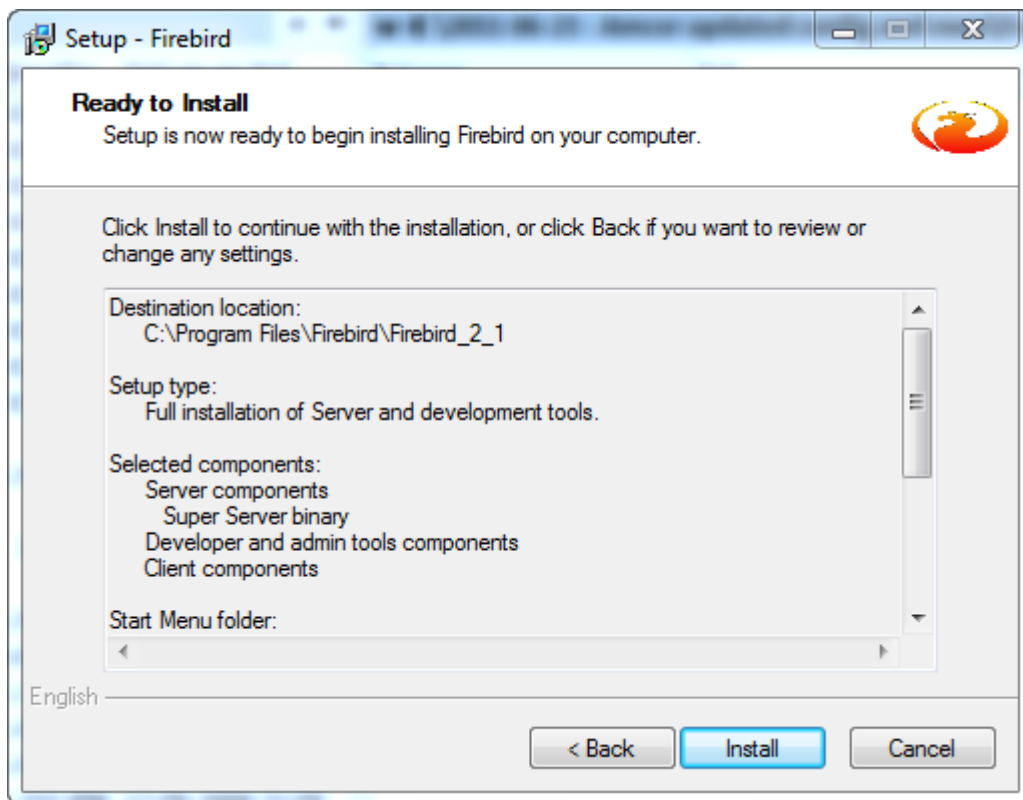 Setup - Firebird
Ready to Install
Setup is now ready to begin installing Firebird on your computer.
Click Install to continue with the installation, or click Back if you want to review or
change any settings.
Destination location:
C:\Program Files\Firebird\Firebird_2_1
Setup type:
Full installation of Server and development tools.
Selected components:
Server components
Super Server binary
Developer and admin tools components
Client components
Start Menu folder:
English
< Back
Install
Cancel